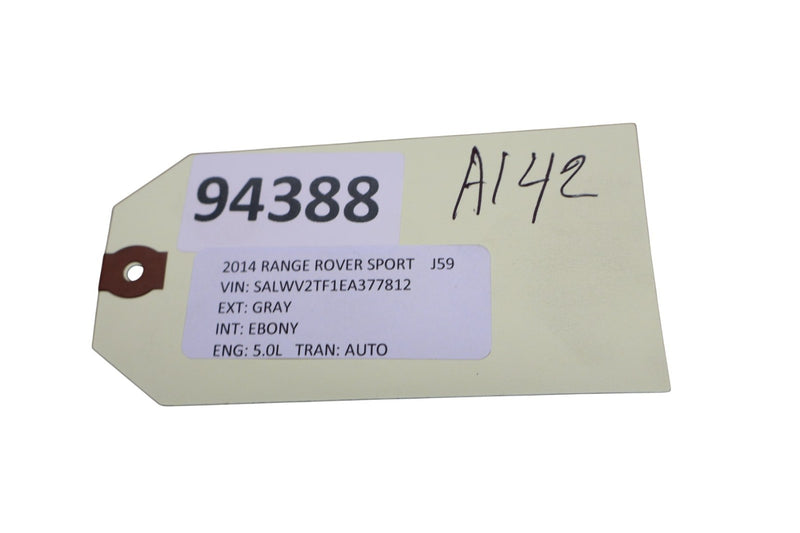 94388
A142
2014 RANGE ROVER SPORT J59
VIN: SALWV2TF1EA377812
EXT: GRAY
INT: EBONY
ENG: 5.0L TRAN: AUTO